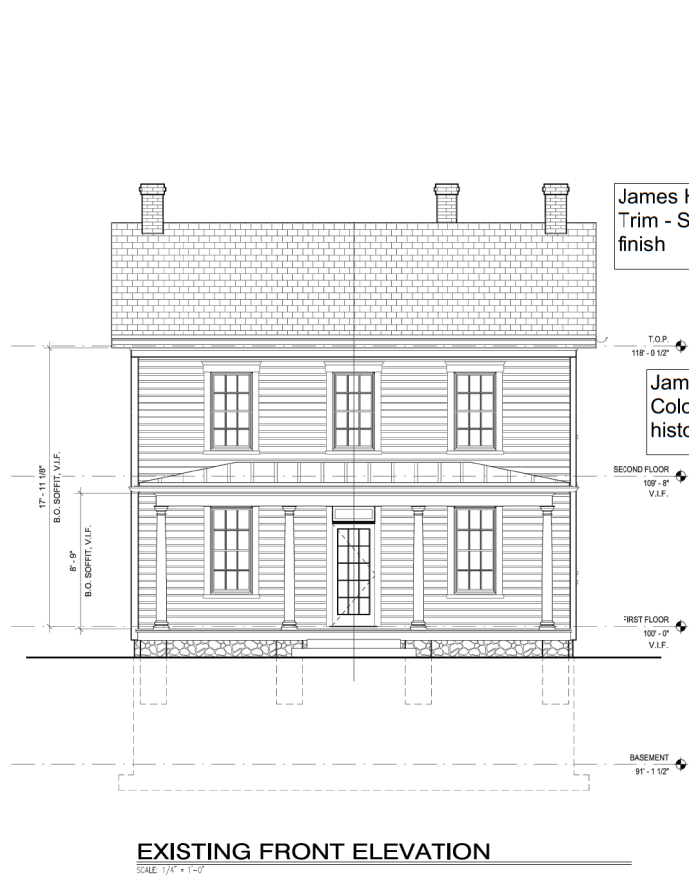 James
Trim - S
finish
T.O.P.
118' - 0 1/2"
Jam
Colo
histo
SECOND FLOOR
109' - 8"
V.I.F.
17' - 11 1/8"
B.O. SOFFIT, V.I.F.
8' - 9"
B.O. SOFFIT, V.I.F.
FIRST FLOOR
100' - 0"
V.I.F.
BASEMENT
91' - 1 1/2"
EXISTING FRONT ELEVATION
SCALE: 1/4" = 1'-0"